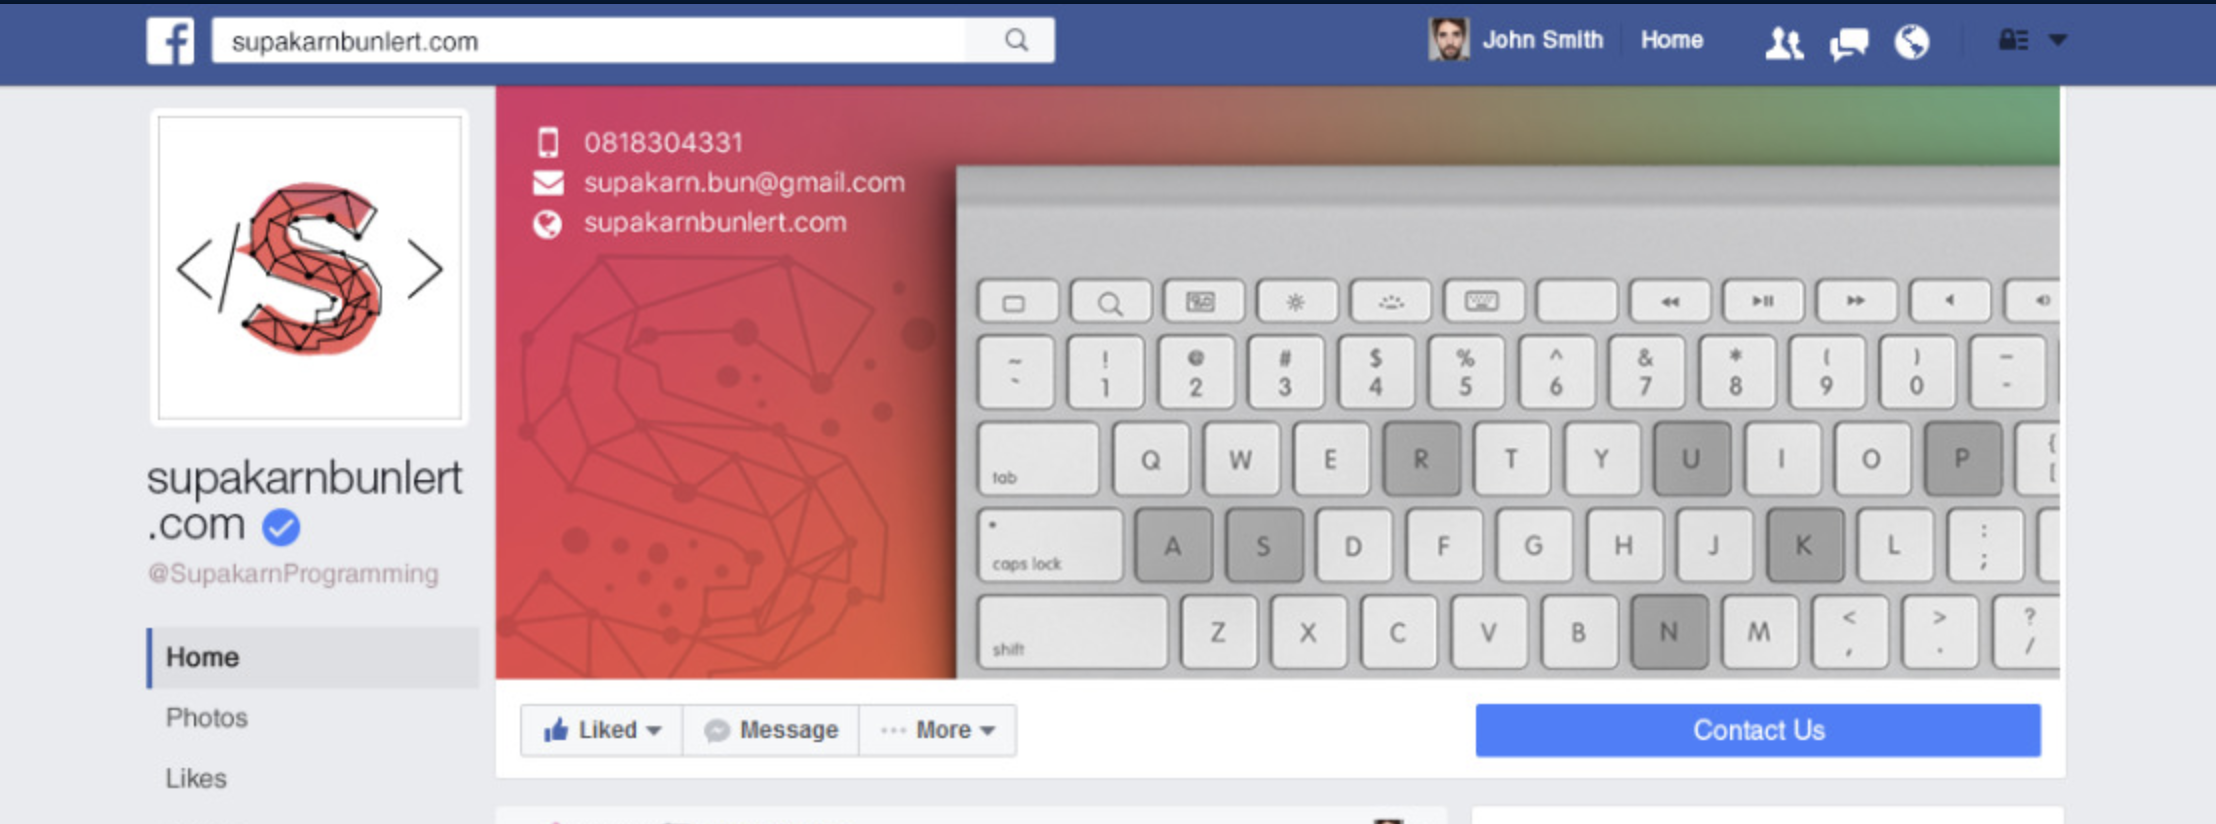 supakarnbunlert.com
John Smith
Home
0818304331
supakarn.bun@gmail.com
supakarnbunlert.com
</S>
supakarnbunlert
.com
@SupakarnProgramming
Home
Photos
Likes
~ ! @ # $ % ^ & * ( ) –
` 1 2 3 4 5 6 7 8 9 0 -
tab Q W E R T Y U I O P { [
caps lock A S D F G H J K L : ;
shift Z X C V B N M < , > . ? /
Liked
Message
More
Contact Us